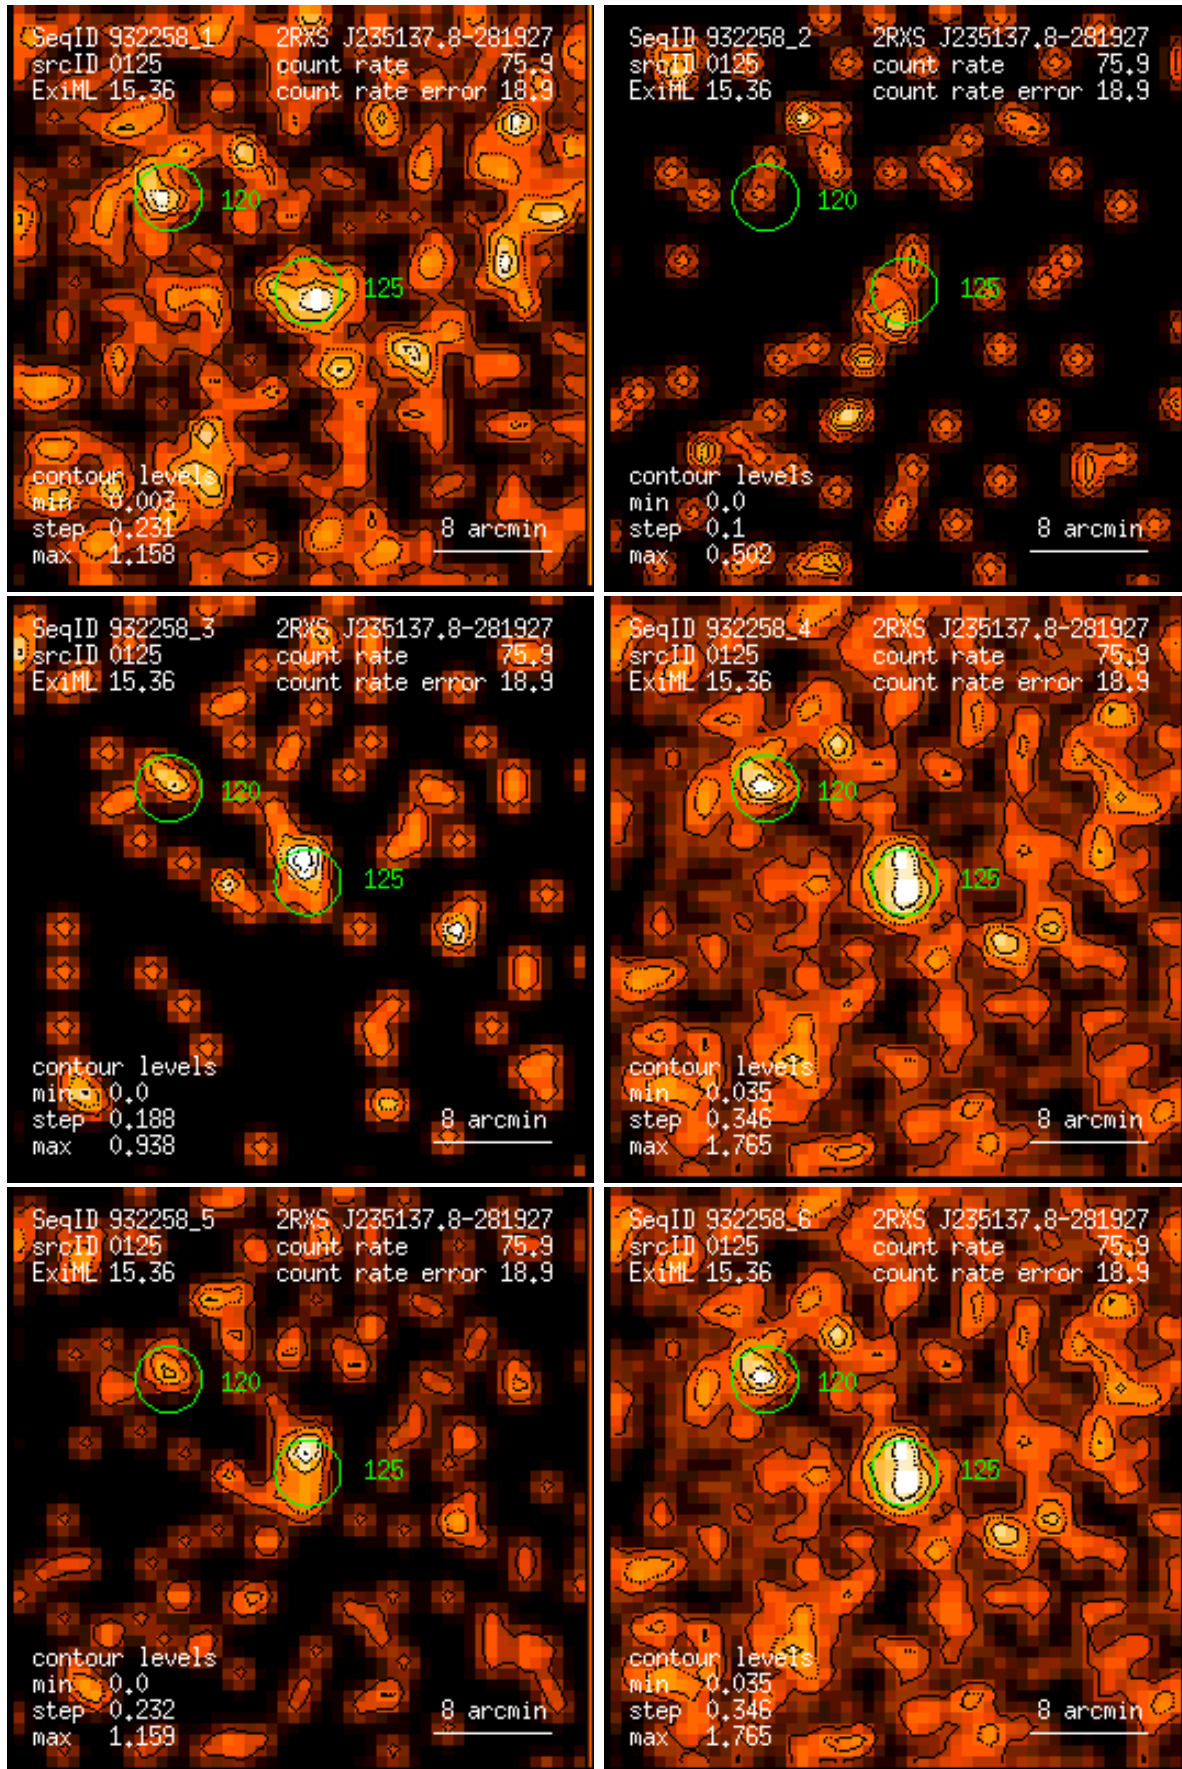 SeqID 932258_1 2RXS J235137.8-281927
srcID 0125 count rate 75.9
ExiML 15.36 count rate error 18.9
120
125
contour levels
min 0.003
step 0.231 8 arcmin
max 1.158
SeqID 932258_2 2RXS J235137.8-281927
srcID 0125 count rate 75.9
ExiML 15.36 count rate error 18.9
120
125
contour levels
min 0.0
step 0.1 8 arcmin
max 0.502
SeqID 932258_3 2RXS J235137.8-281927
srcID 0125 count rate 75.9
ExiML 15.36 count rate error 18.9
120
125
contour levels
min 0.0
step 0.188 8 arcmin
max 0.938
SeqID 932258_4 2RXS J235137.8-281927
srcID 0125 count rate 75.9
ExiML 15.36 count rate error 18.9
120
125
contour levels
min 0.035
step 0.346 8 arcmin
max 1.765
SeqID 932258_5 2RXS J235137.8-281927
srcID 0125 count rate 75.9
ExiML 15.36 count rate error 18.9
120
125
contour levels
min 0.0
step 0.232 8 arcmin
max 1.159
SeqID 932258_6 2RXS J235137.8-281927
srcID 0125 count rate 75.9
ExiML 15.36 count rate error 18.9
120
125
contour levels
min 0.035
step 0.346 8 arcmin
max 1.765